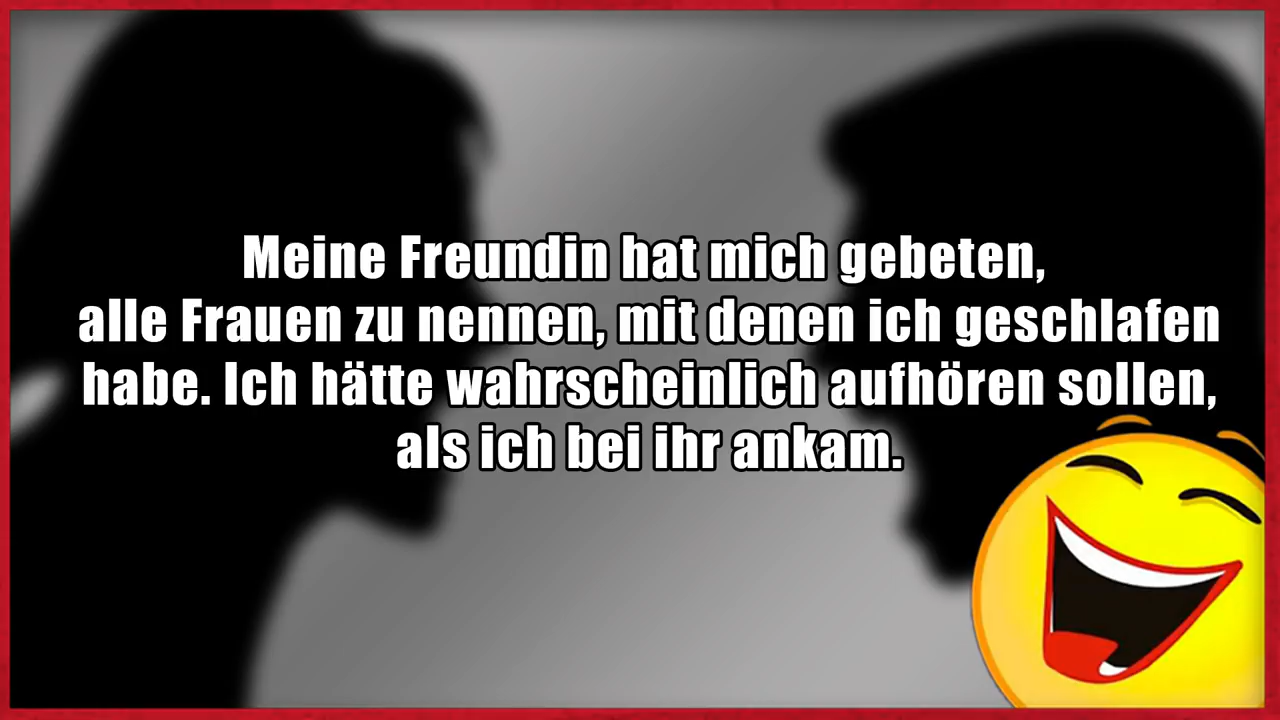 Meine Freundin hat mich gebeten,
alle Frauen zu nennen, mit denen ich geschlafen
habe. Ich hätte wahrscheinlich aufhören sollen,
als ich bei ihr ankam.